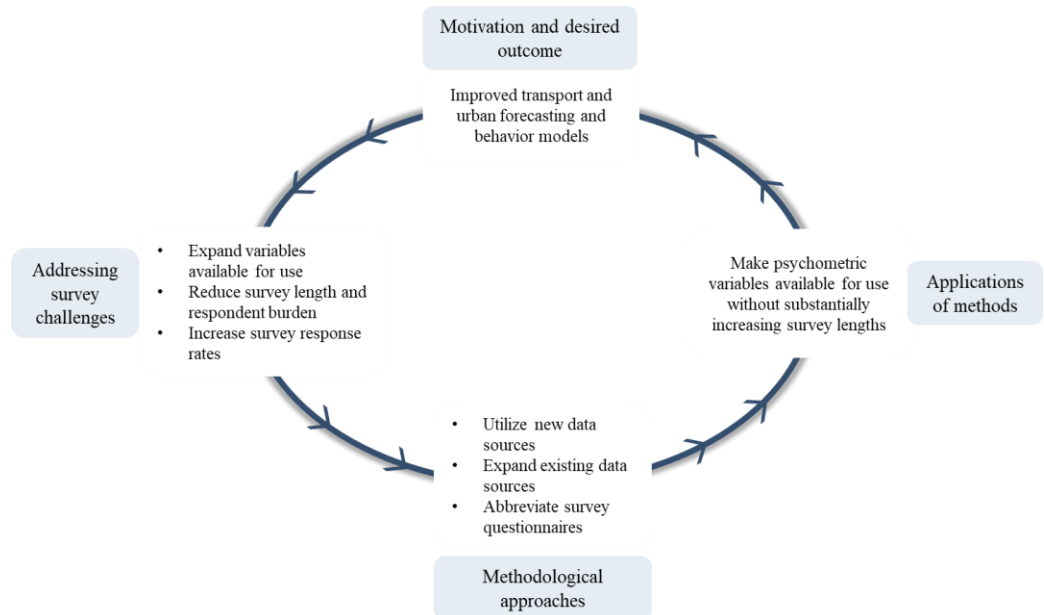 Motivation and desired
outcome
Improved transport and
urban forecasting and
behavior models
Addressing
survey
challenges
• Expand variables
available for use
• Reduce survey length and
respondent burden
• Increase survey response
rates
Make psychometric
variables available for use
without substantially
increasing survey lengths
Applications
of methods
• Utilize new data
sources
• Expand existing data
sources
• Abbreviate survey
questionnaires
Methodological
approaches